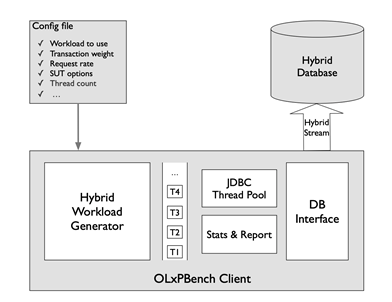 Config file
✓ Workload to use
✓ Transaction weight
✓ Request rate
✓ SUT options
✓ Thread count
✓ …
Hybrid
Database
Hybrid
Stream
Hybrid
Workload
Generator
...
T4
T3
T2
T1
JDBC
Thread Pool
Stats & Report
DB
Interface
OLxPBench Client